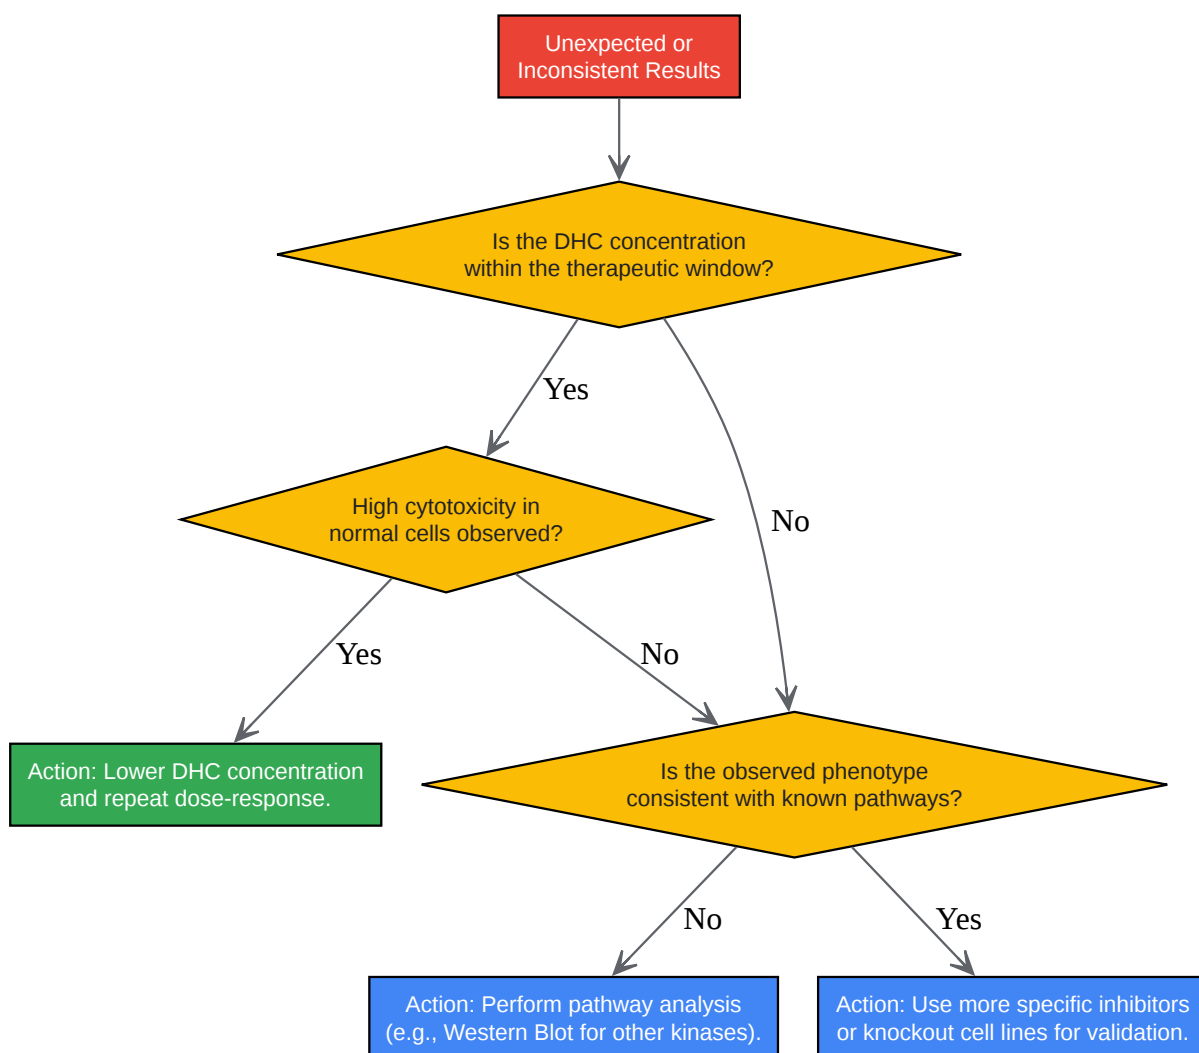 Unexpected or
Inconsistent Results
Is the DHC concentration
within the therapeutic window?
Yes
No
High cytotoxicity in
normal cells observed?
Yes
No
Action: Lower DHC concentration
and repeat dose-response.
Is the observed phenotype
consistent with known pathways?
No
Yes
Action: Perform pathway analysis
(e.g., Western Blot for other kinases).
Action: Use more specific inhibitors
or knockout cell lines for validation.